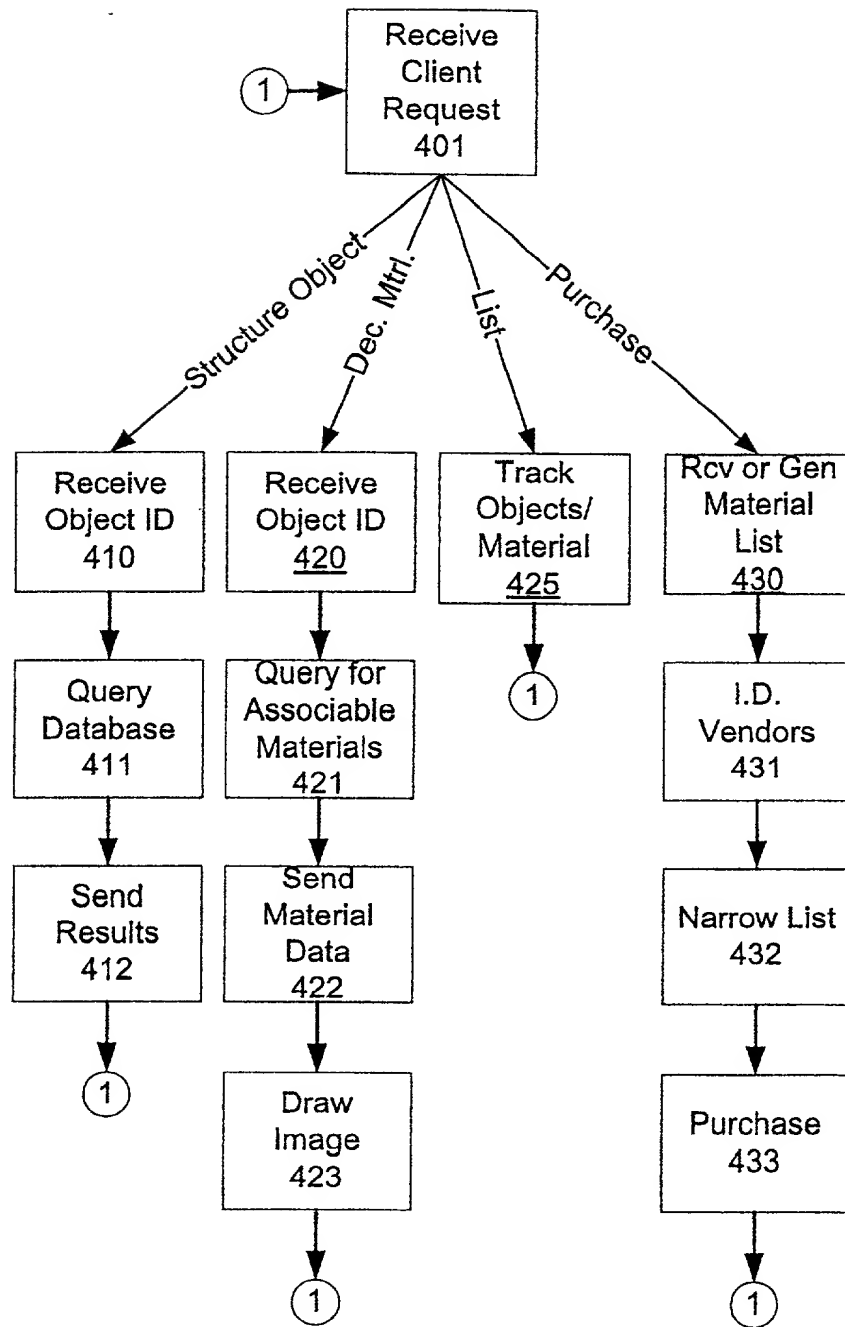 Receive
Client
Request
401
1
Structure Object
Dec. Mtrl.
List
Purchase
Receive
Object ID
410
Receive
Object ID
420
Track
Objects/
Material
425
Rcv or Gen
Material
List
430
Query
Database
411
Query for
Associable
Materials
421
1
I.D.
Vendors
431
Send
Results
412
Send
Material
Data
422
Narrow List
432
1
Draw
Image
423
Purchase
433
1
1